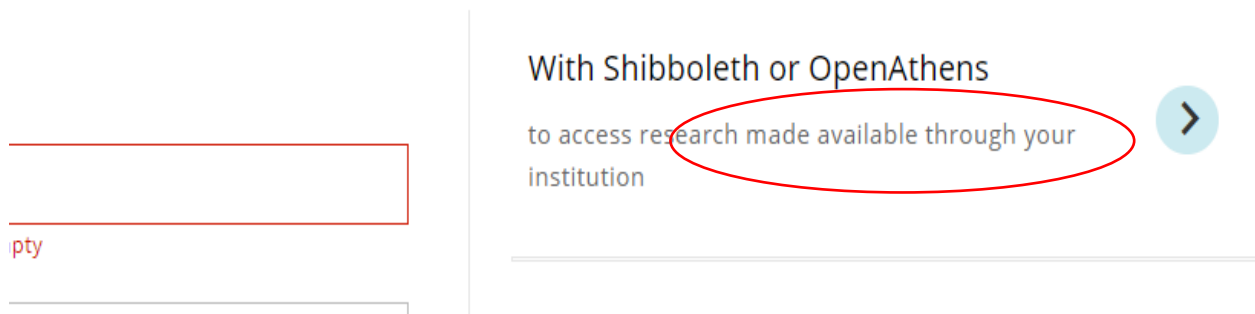 With Shibboleth or OpenAthens
to access research made available through your
institution
pty